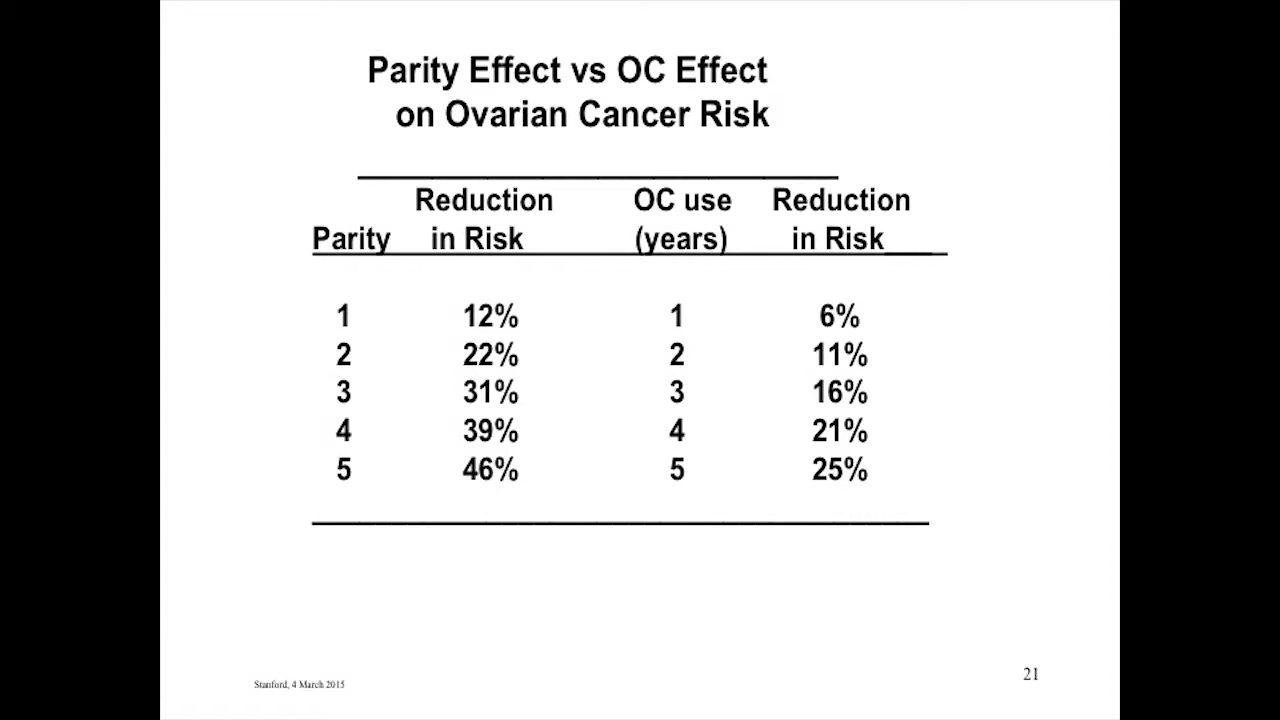 Parity Effect vs OC Effect
on Ovarian Cancer Risk
Reduction OC use Reduction
Parity in Risk (years) in Risk
1 12% 1 6%
2 22% 2 11%
3 31% 3 16%
4 39% 4 21%
5 46% 5 25%
Stanford, 4 March 2015
21